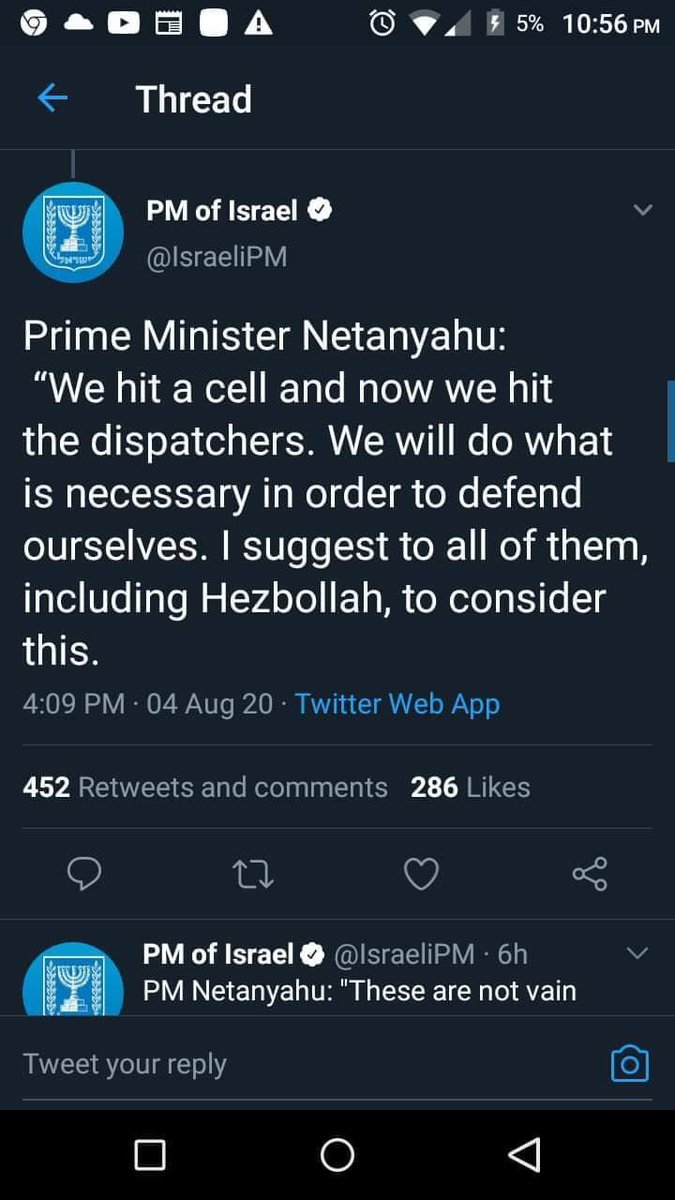 5% 10:56 PM
Thread
PM of Israel
@IsraeliPM
Prime Minister Netanyahu:
“We hit a cell and now we hit
the dispatchers. We will do what
is necessary in order to defend
ourselves. I suggest to all of them,
including Hezbollah, to consider
this.
4:09 PM · 04 Aug 20 · Twitter Web App
452 Retweets and comments 286 Likes
PM of Israel @IsraeliPM · 6h
PM Netanyahu: "These are not vain
Tweet your reply